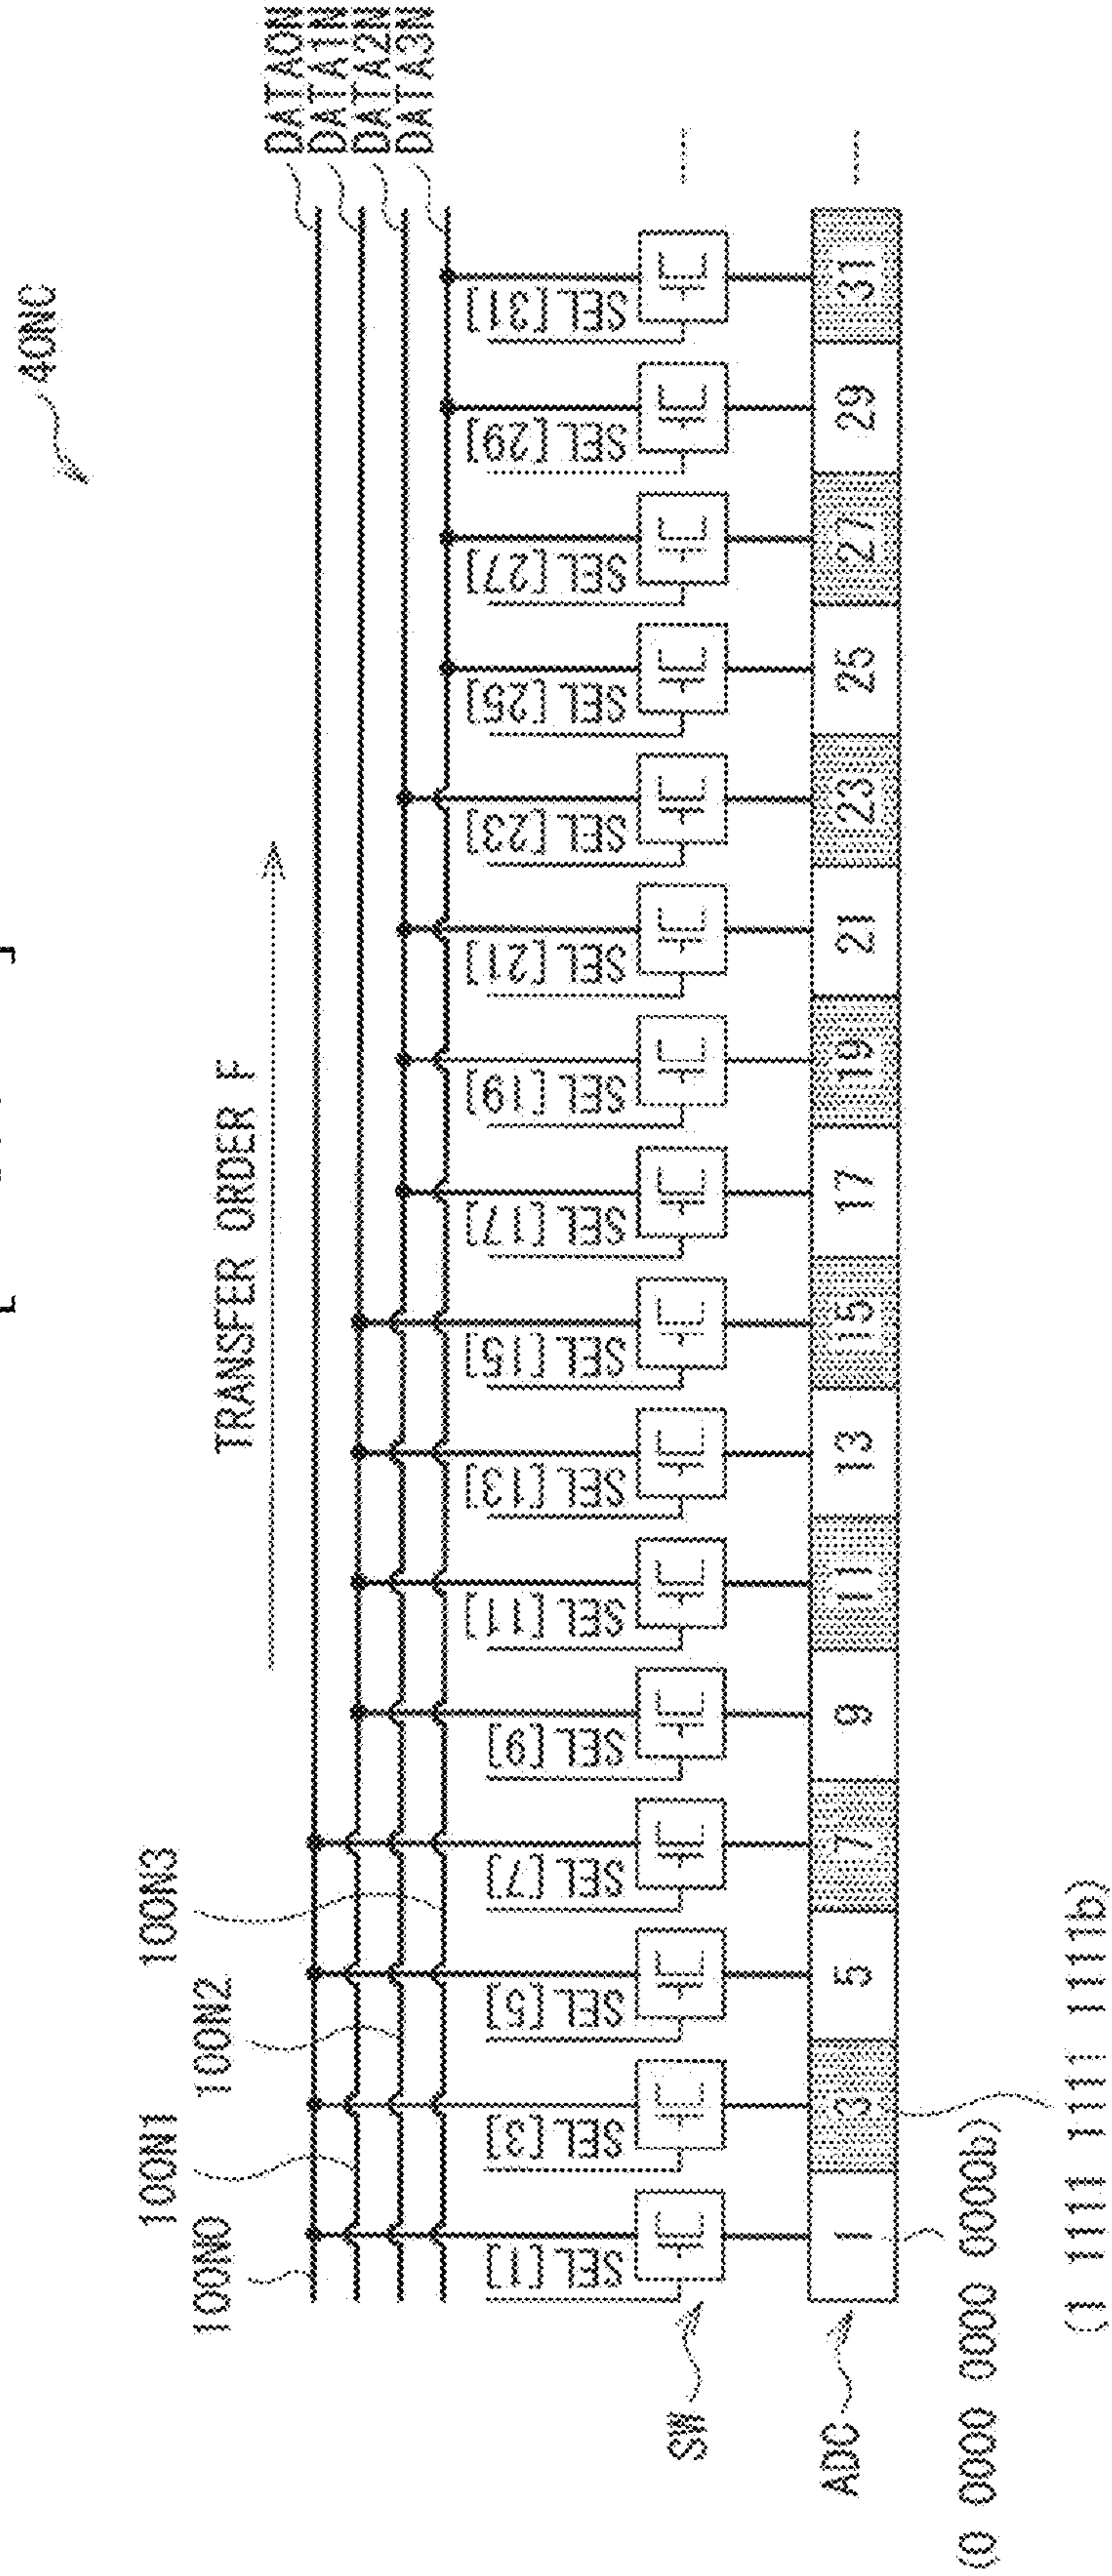 40NC
TRANSFER ORDER F
100N0
100N1
100N2
100N3
DATA0N
DATA1N
DATA2N
DATA3N
SEL[1]
SEL[3]
SEL[5]
SEL[7]
SEL[9]
SEL[11]
SEL[13]
SEL[15]
SEL[17]
SEL[19]
SEL[21]
SEL[23]
SEL[25]
SEL[27]
SEL[29]
SEL[31]
SW
ADC
1 3 5 7 9 11 13 15 17 19 21 23 25 27 29 31
(0 0000 0000 0000b)
(1 1111 1111 1111b)